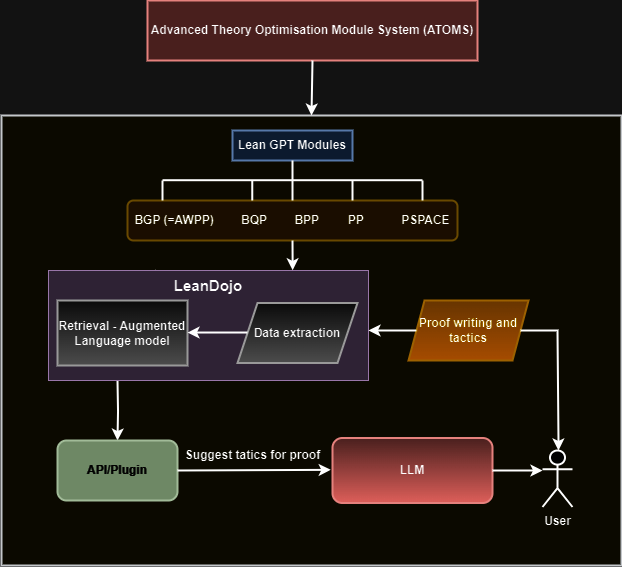 Advanced Theory Optimisation Module System (ATOMS)
Lean GPT Modules
BGP (=AWPP) BQP BPP PP PSPACE
LeanDojo
Retrieval - Augmented
Language model
Data extraction
Proof writing and
tactics
API/Plugin
Suggest tatics for proof
LLM
User